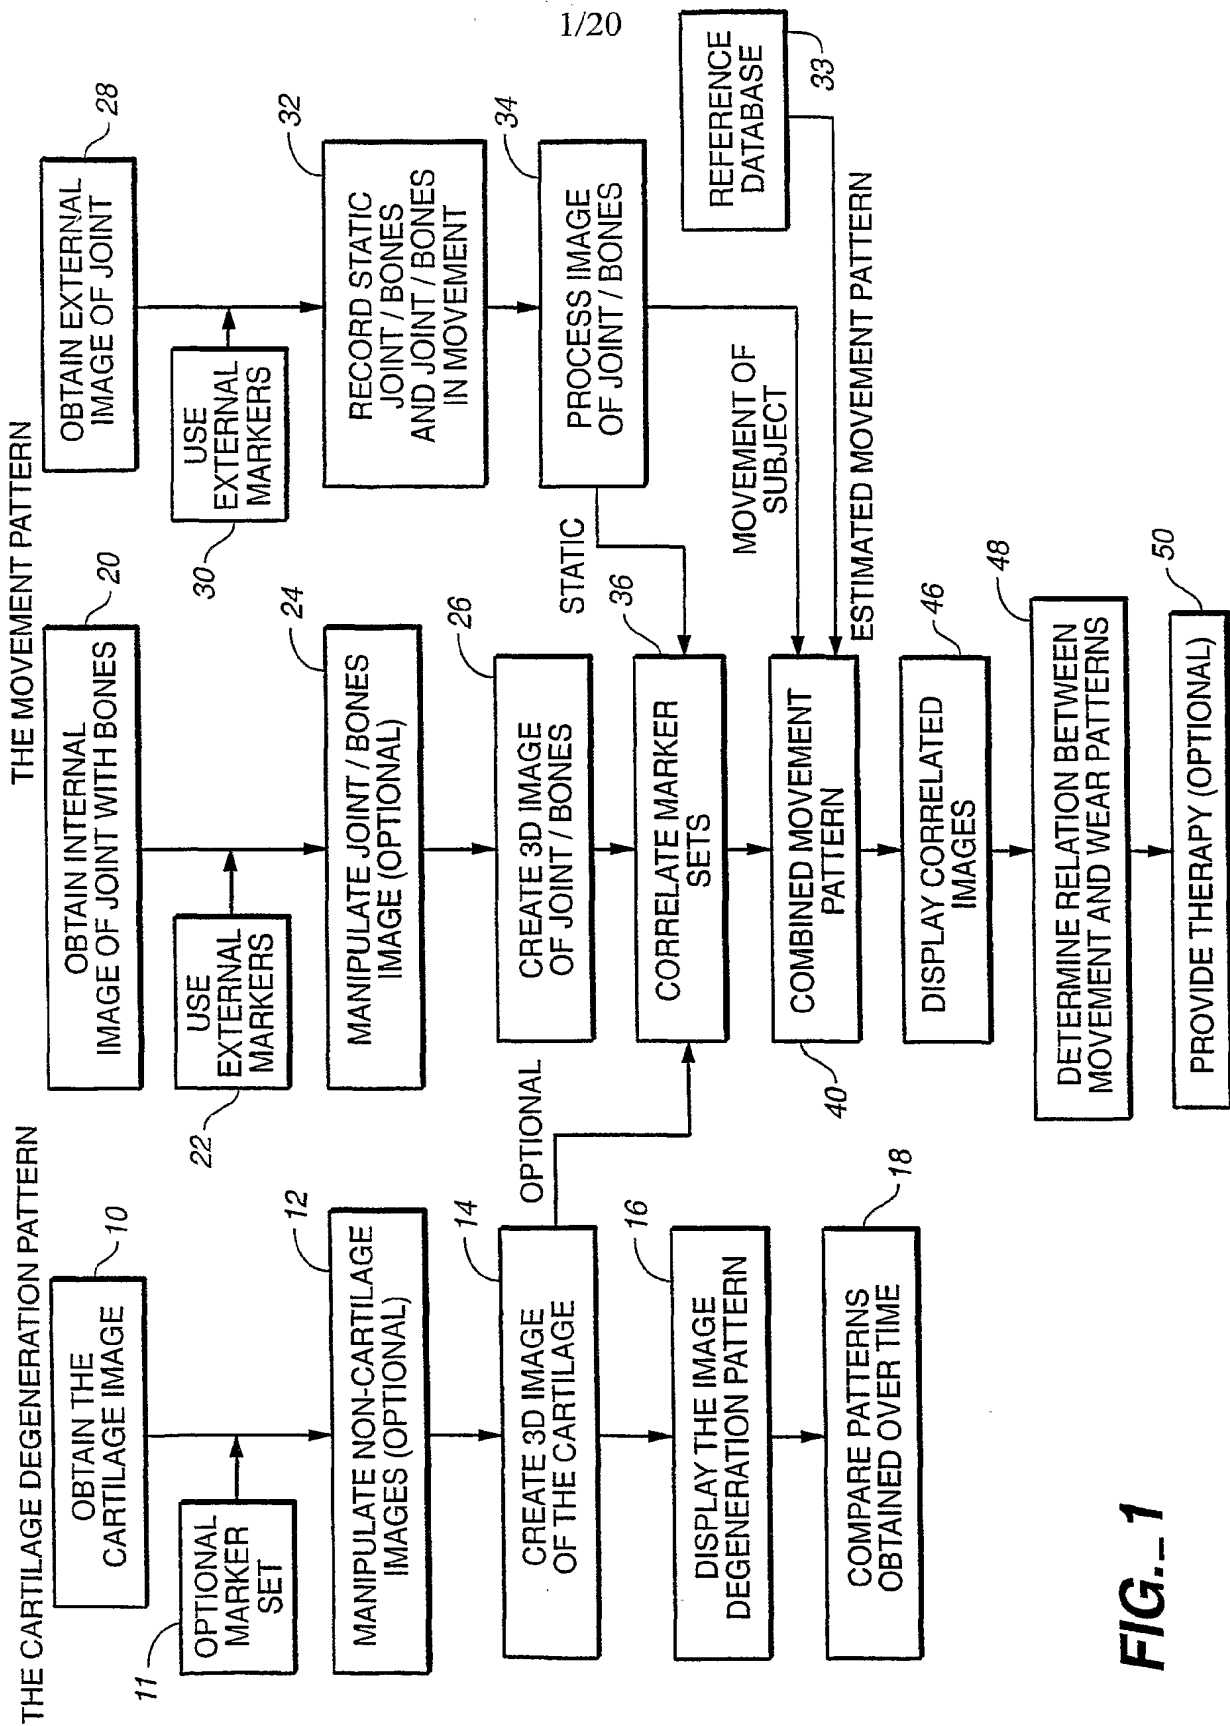 1/20
THE CARTILAGE DEGENERATION PATTERN
10
OBTAIN THE
CARTILAGE IMAGE
11
OPTIONAL
MARKER
SET
12
MANIPULATE NON-CARTILAGE
IMAGES (OPTIONAL)
14
CREATE 3D IMAGE
OF THE CARTILAGE
OPTIONAL
16
DISPLAY THE IMAGE
DEGENERATION PATTERN
18
COMPARE PATTERNS
OBTAINED OVER TIME
THE MOVEMENT PATTERN
20
OBTAIN INTERNAL
IMAGE OF JOINT WITH BONES
22
USE
EXTERNAL
MARKERS
24
MANIPULATE JOINT / BONES
IMAGE (OPTIONAL)
26
CREATE 3D IMAGE
OF JOINT / BONES
36
CORRELATE MARKER
SETS
40
COMBINED MOVEMENT
PATTERN
46
DISPLAY CORRELATED
IMAGES
48
DETERMINE RELATION BETWEEN
MOVEMENT AND WEAR PATTERNS
50
PROVIDE THERAPY (OPTIONAL)
28
OBTAIN EXTERNAL
IMAGE OF JOINT
30
USE
EXTERNAL
MARKERS
32
RECORD STATIC
JOINT / BONES
AND JOINT / BONES
IN MOVEMENT
34
PROCESS IMAGE
OF JOINT / BONES
STATIC
MOVEMENT OF
SUBJECT
33
REFERENCE
DATABASE
ESTIMATED MOVEMENT PATTERN
FIG._1